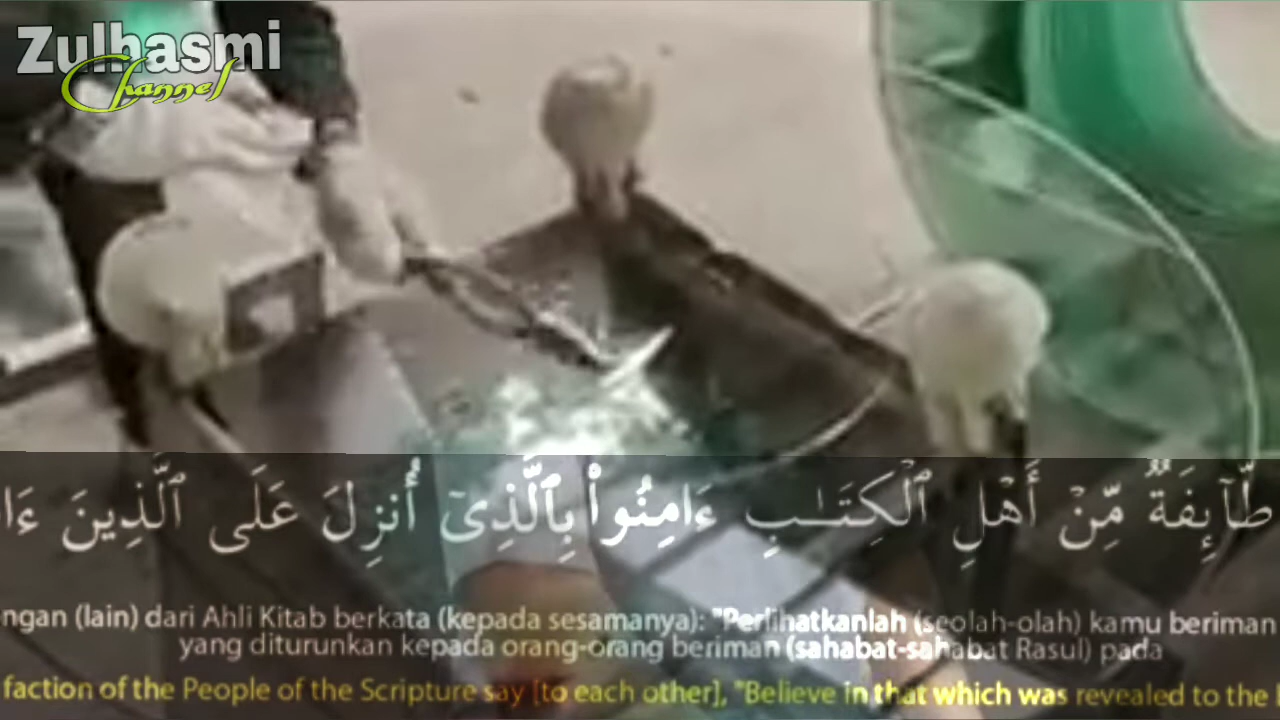 Zulhasmi
Channel
طَّآئِفَةٌ مِّنْ أَهْلِ ٱلْكِتَـٰبِ ءَامِنُوا۟ بِٱلَّذِىٓ أُنزِلَ عَلَى ٱلَّذِينَ
ngan (lain) dari Ahli Kitab berkata (kepada sesamanya): "Perlihatkanlah (seolah-olah) kamu beriman
yang diturunkan kepada orang-orang beriman (sahabat-sahabat Rasul) pada
faction of the People of the Scripture say [to each other], "Believe in that which was revealed to the